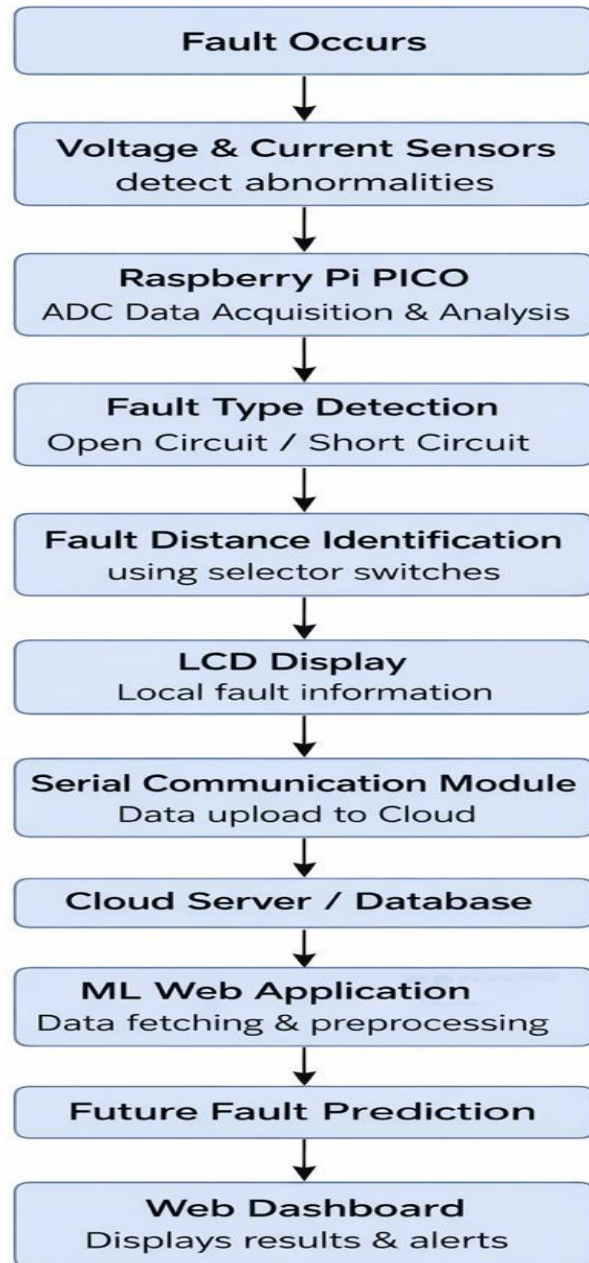 Fault Occurs
Voltage & Current Sensors
detect abnormalities
Raspberry Pi PICO
ADC Data Acquisition & Analysis
Fault Type Detection
Open Circuit / Short Circuit
Fault Distance Identification
using selector switches
LCD Display
Local fault information
Serial Communication Module
Data upload to Cloud
Cloud Server / Database
ML Web Application
Data fetching & preprocessing
Future Fault Prediction
Web Dashboard
Displays results & alerts